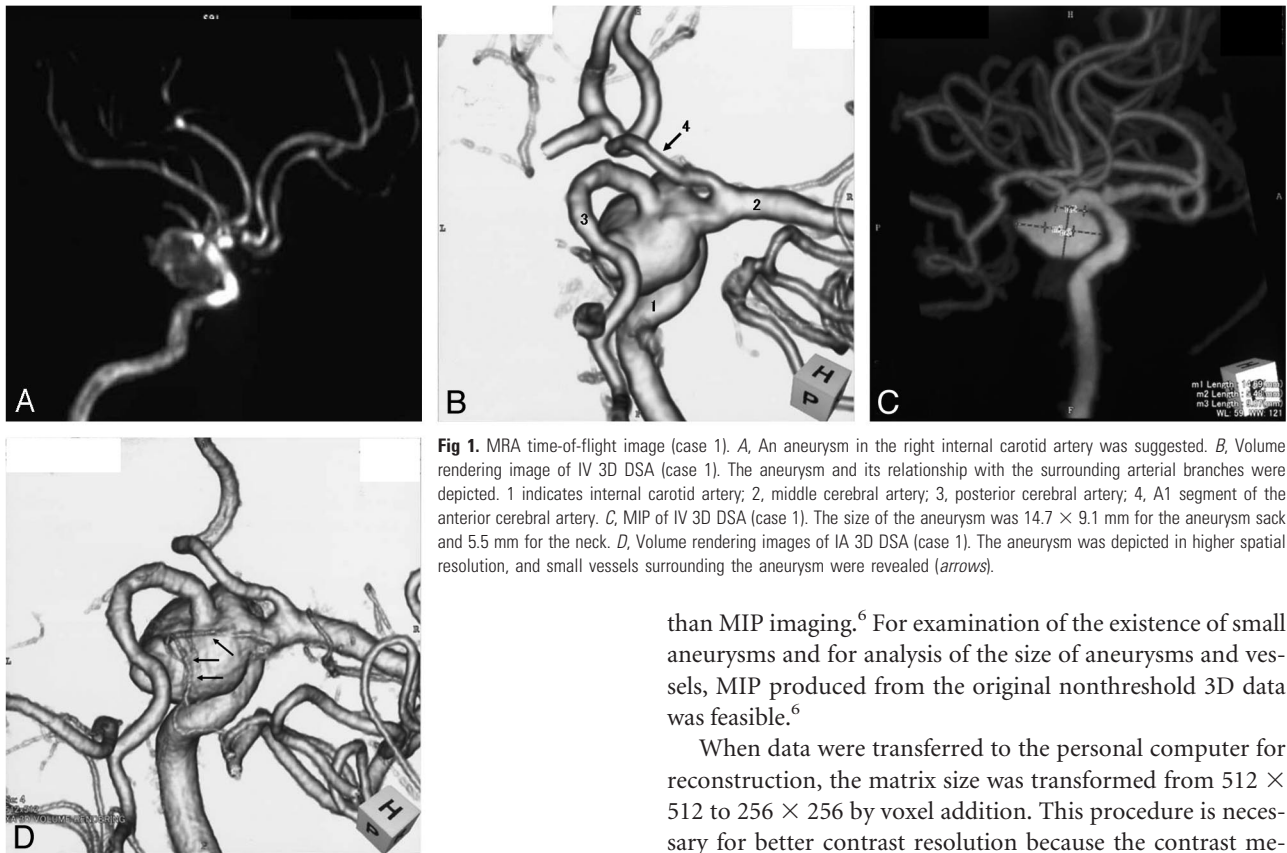 H
A
R
4
2
3
L
R
1
H
P
B
H
P
A
m1 Length:
m2 Length:
m3 Length:
WL: 59 WW: 121
F
C
Fig 1. MRA time-of-flight image (case 1). A, An aneurysm in the right internal carotid artery was suggested. B, Volume
rendering image of IV 3D DSA (case 1). The aneurysm and its relationship with the surrounding arterial branches were
depicted. 1 indicates internal carotid artery; 2, middle cerebral artery; 3, posterior cerebral artery; 4, A1 segment of the
anterior cerebral artery. C, MIP of IV 3D DSA (case 1). The size of the aneurysm was 14.7 × 9.1 mm for the aneurysm sack
and 5.5 mm for the neck. D, Volume rendering images of IA 3D DSA (case 1). The aneurysm was depicted in higher spatial
resolution, and small vessels surrounding the aneurysm were revealed (arrows).
L
R
H
P
VOLUME RENDERING
D
than MIP imaging.⁶ For examination of the existence of small
aneurysms and for analysis of the size of aneurysms and ves-
sels, MIP produced from the original nonthreshold 3D data
was feasible.⁶
When data were transferred to the personal computer for
reconstruction, the matrix size was transformed from 512 ×
512 to 256 × 256 by voxel addition. This procedure is neces-
sary for better contrast resolution because the contrast me-